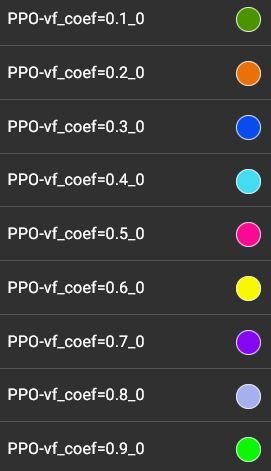 PPO-vf_coef=0.1_0
PPO-vf_coef=0.2_0
PPO-vf_coef=0.3_0
PPO-vf_coef=0.4_0
PPO-vf_coef=0.5_0
PPO-vf_coef=0.6_0
PPO-vf_coef=0.7_0
PPO-vf_coef=0.8_0
PPO-vf_coef=0.9_0